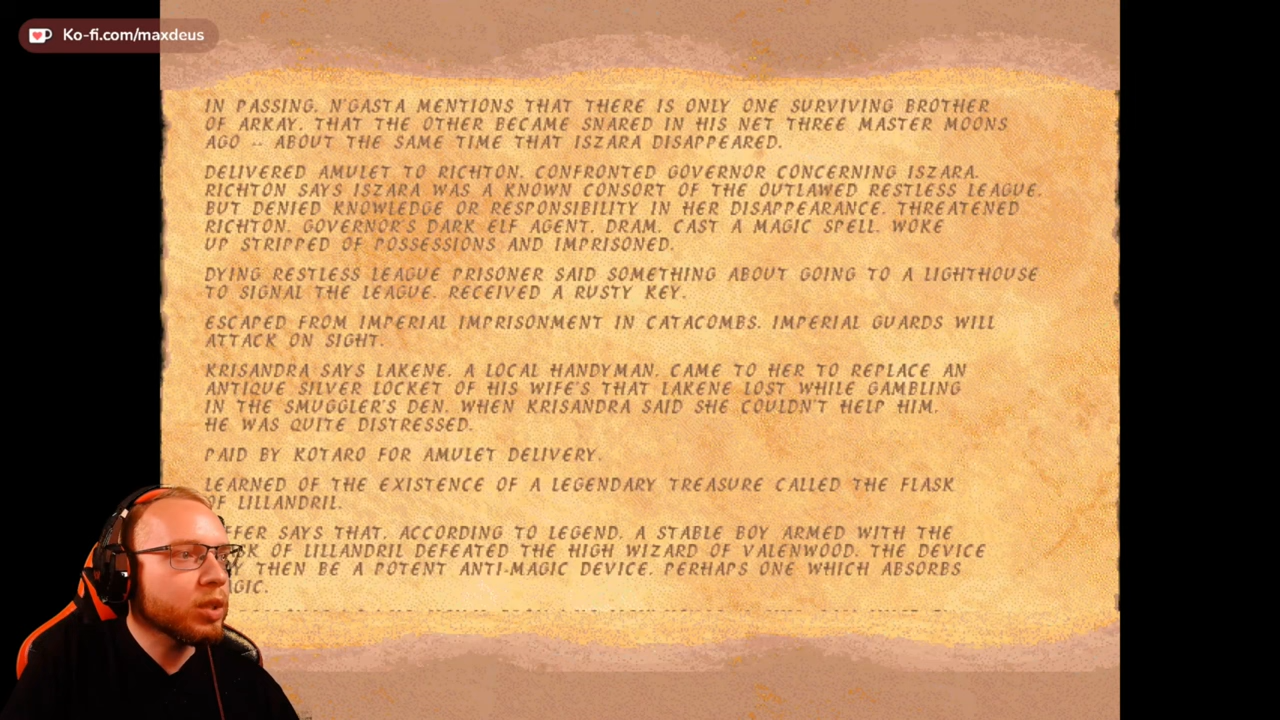 Ko-fi.com/maxdeus
IN PASSING, N'GASTA MENTIONS THAT THERE IS ONLY ONE SURVIVING BROTHER
OF ARKAY, THAT THE OTHER BECAME SNARED IN HIS NET THREE MASTER MOONS
AGO -- ABOUT THE SAME TIME THAT ISZARA DISAPPEARED.
DELIVERED AMULET TO RICHTON. CONFRONTED GOVERNOR CONCERNING ISZARA.
RICHTON SAYS ISZARA WAS A KNOWN CONSORT OF THE OUTLAWED RESTLESS LEAGUE,
BUT DENIED KNOWLEDGE OR RESPONSIBILITY IN HER DISAPPEARANCE. THREATENED
RICHTON. GOVERNOR'S DARK ELF AGENT, DRAM, CAST A MAGIC SPELL. WOKE
UP STRIPPED OF POSSESSIONS AND IMPRISONED.
DYING RESTLESS LEAGUE PRISONER SAID SOMETHING ABOUT GOING TO A LIGHTHOUSE
TO SIGNAL THE LEAGUE. RECEIVED A RUSTY KEY.
ESCAPED FROM IMPERIAL IMPRISONMENT IN CATACOMBS. IMPERIAL GUARDS WILL
ATTACK ON SIGHT.
KRISANDRA SAYS LAKENE, A LOCAL HANDYMAN, CAME TO HER TO REPLACE AN
ANTIQUE SILVER LOCKET OF HIS WIFE'S THAT LAKENE LOST WHILE GAMBLING
IN THE SMUGGLER'S DEN. WHEN KRISANDRA SAID SHE COULDN'T HELP HIM,
HE WAS QUITE DISTRESSED.
PAID BY KOTARO FOR AMULET DELIVERY.
LEARNED OF THE EXISTENCE OF A LEGENDARY TREASURE CALLED THE FLASK
OF LILLANDRIL.
SAYS THAT, ACCORDING TO LEGEND, A STABLE BOY ARMED WITH THE
OF LILLANDRIL DEFEATED THE HIGH WIZARD OF VALENWOOD. THE DEVICE
THEN BE A POTENT ANTI-MAGIC DEVICE, PERHAPS ONE WHICH ABSORBS